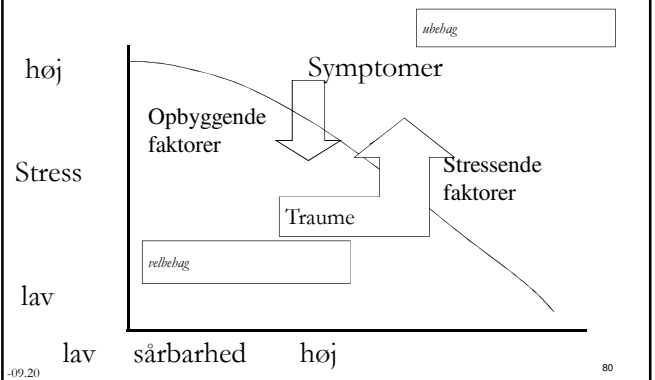 ubehag
høj
Symptomer
Opbyggende
faktorer
Stress
Stressende
faktorer
Traume
velbehag
lav
lav sårbarhed høj
-09.20
80